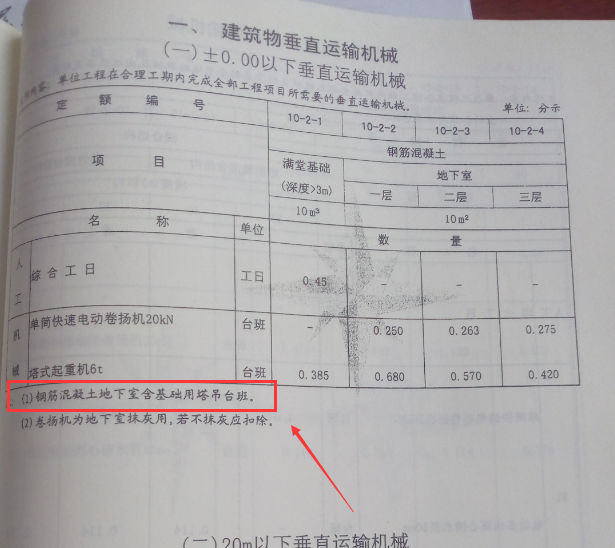 一、 建筑物垂直运输机械
(一)±0.00以下垂直运输机械
内容: 单位工程在合理工期内完成全部工程项目所需要的垂直运输机械。
单位: 分示
定 额 编 号 10-2-1 10-2-2 10-2-3 10-2-4
项 目 钢筋混凝土
满堂基础 地下室
(深度>3m) 一层 二层 三层
10m³ 10m²
名 称 单位 数 量
人工 综合工日 工日 0.45 - - -
机械 单筒快速电动卷扬机20kN 台班 - 0.250 0.263 0.275
塔式起重机6t 台班 0.385 0.680 0.570 0.420
(1)钢筋混凝土地下室含基础用塔吊台班。
(2)卷扬机为地下室抹灰用,若不抹灰应扣除。
(二)20m以下垂直运输机械